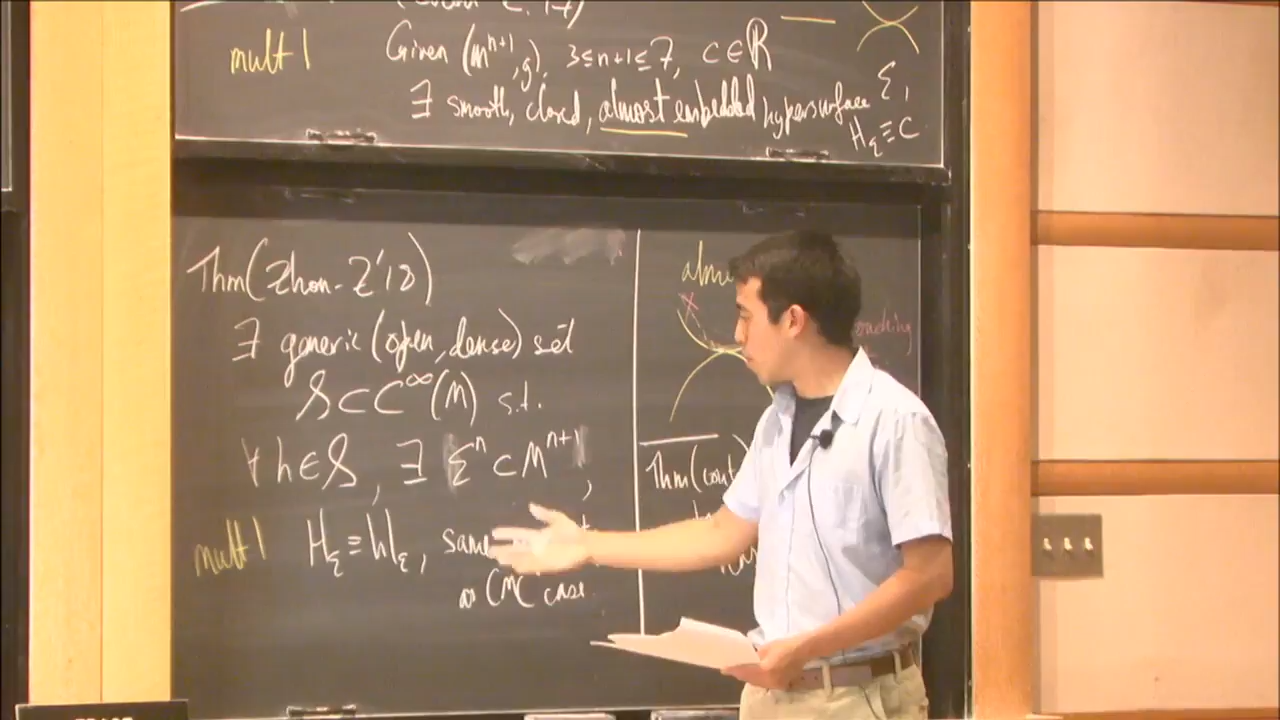 mult 1
Given (M^{n+1}, g), 3≤n+1≤7, c∈ℝ
∃ smooth, closed, almost embedded hypersurface Σ,
H_Σ≡c
Thm(Zhou-Z'18)
∃ generic (open, dense) set
S⊂C^∞(M) s.t.
∀h∈S, ∃ Σ^n⊂M^{n+1},
mult 1 H_Σ≡h|_Σ, same
as CMC case
Thm(